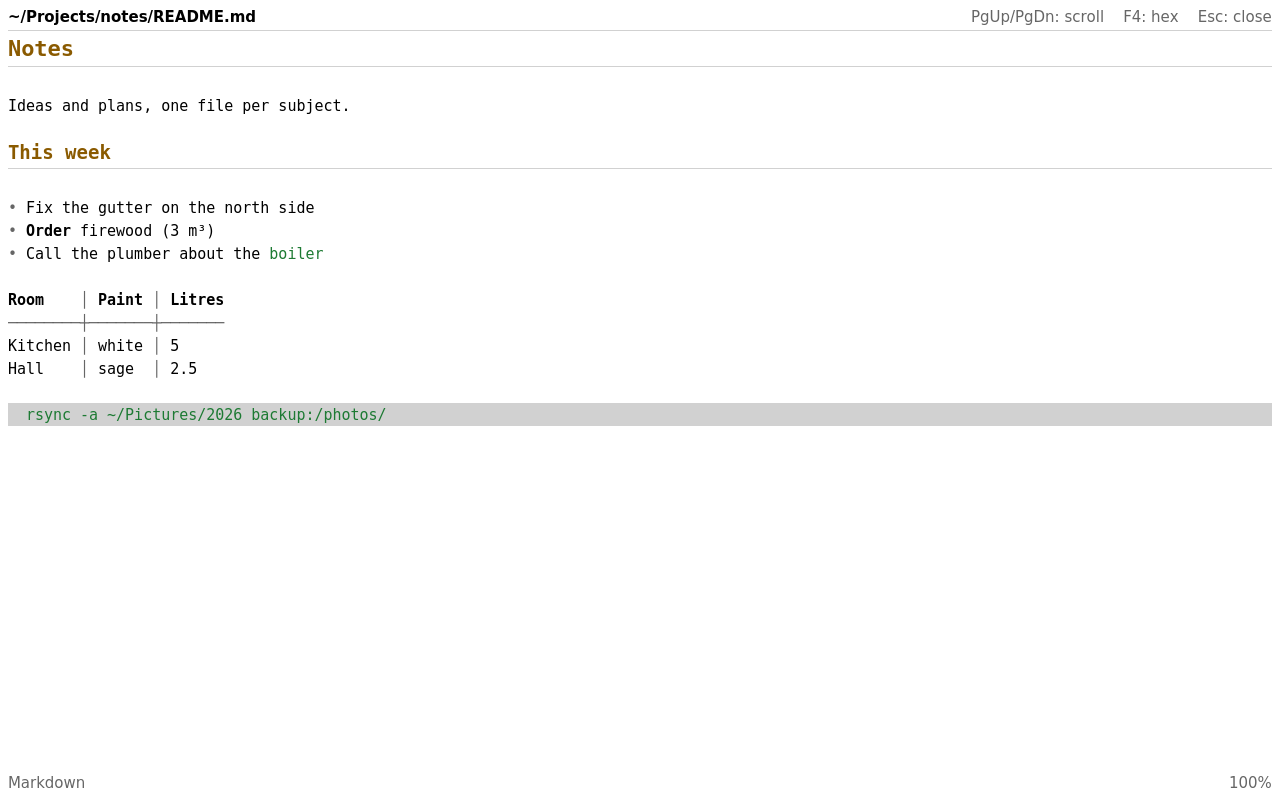 ~/Projects/notes/README.md PgUp/PgDn: scroll F4: hex Esc: close
Notes
Ideas and plans, one file per subject.
This week
• Fix the gutter on the north side
• Order firewood (3 m³)
• Call the plumber about the boiler
Room │ Paint │ Litres
Kitchen │ white │ 5
Hall │ sage │ 2.5
rsync -a ~/Pictures/2026 backup:/photos/
Markdown 100%